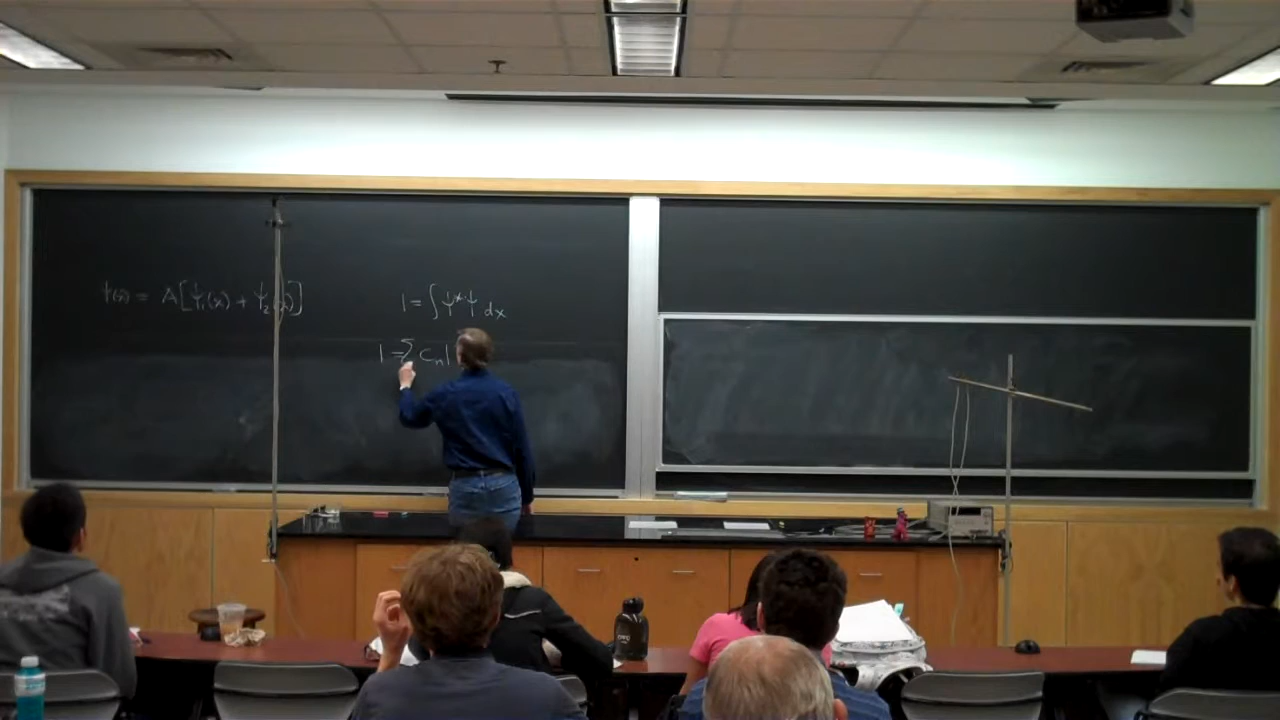 ψ(x) = A[ψ₁(x) + ψ₂(x)]
1 = ∫ψ*ψ dx
1 = Σ Cₙ|